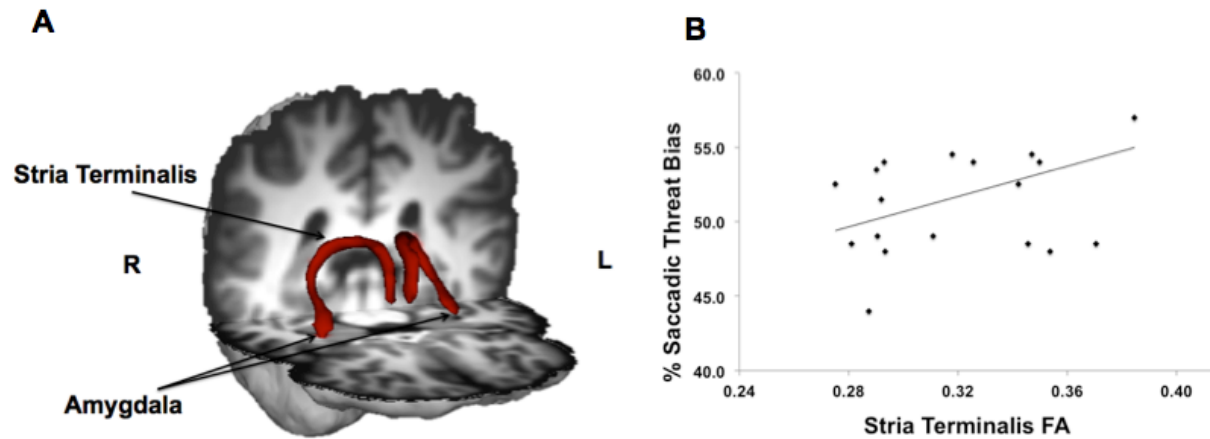 A
Stria Terminalis
R
L
Amygdala
B
% Saccadic Threat Bias
60.0
55.0
50.0
45.0
40.0
0.24
0.28
0.32
0.36
0.40
Stria Terminalis FA